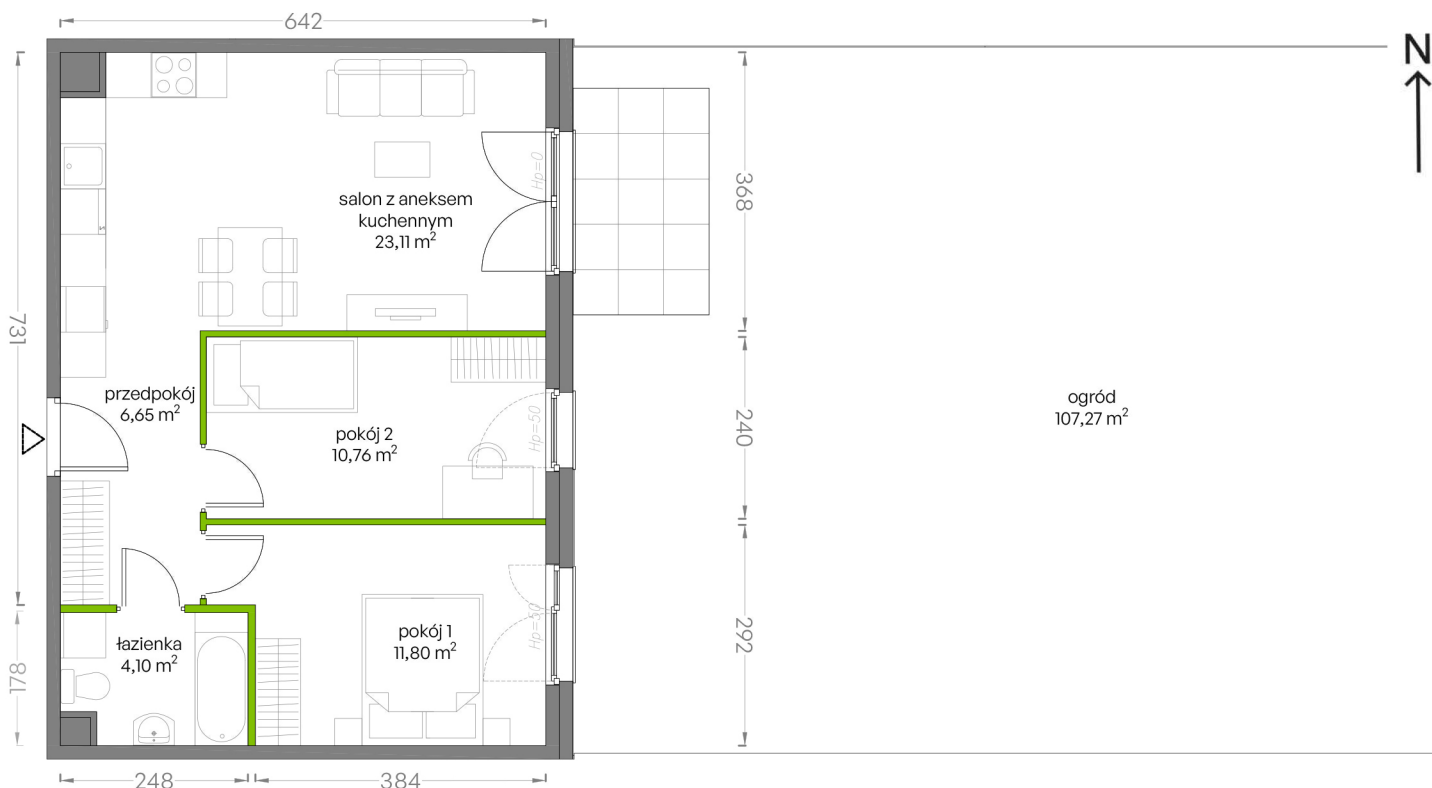 642
N
368
Hp=0
salon z aneksem
kuchennym
23,11 m²
731
przedpokój
6,65 m²
ogród
107,27 m²
240
Hp=50
pokój 2
10,76 m²
292
Hp=50
pokój 1
11,80 m²
łazienka
4,10 m²
178
248
384